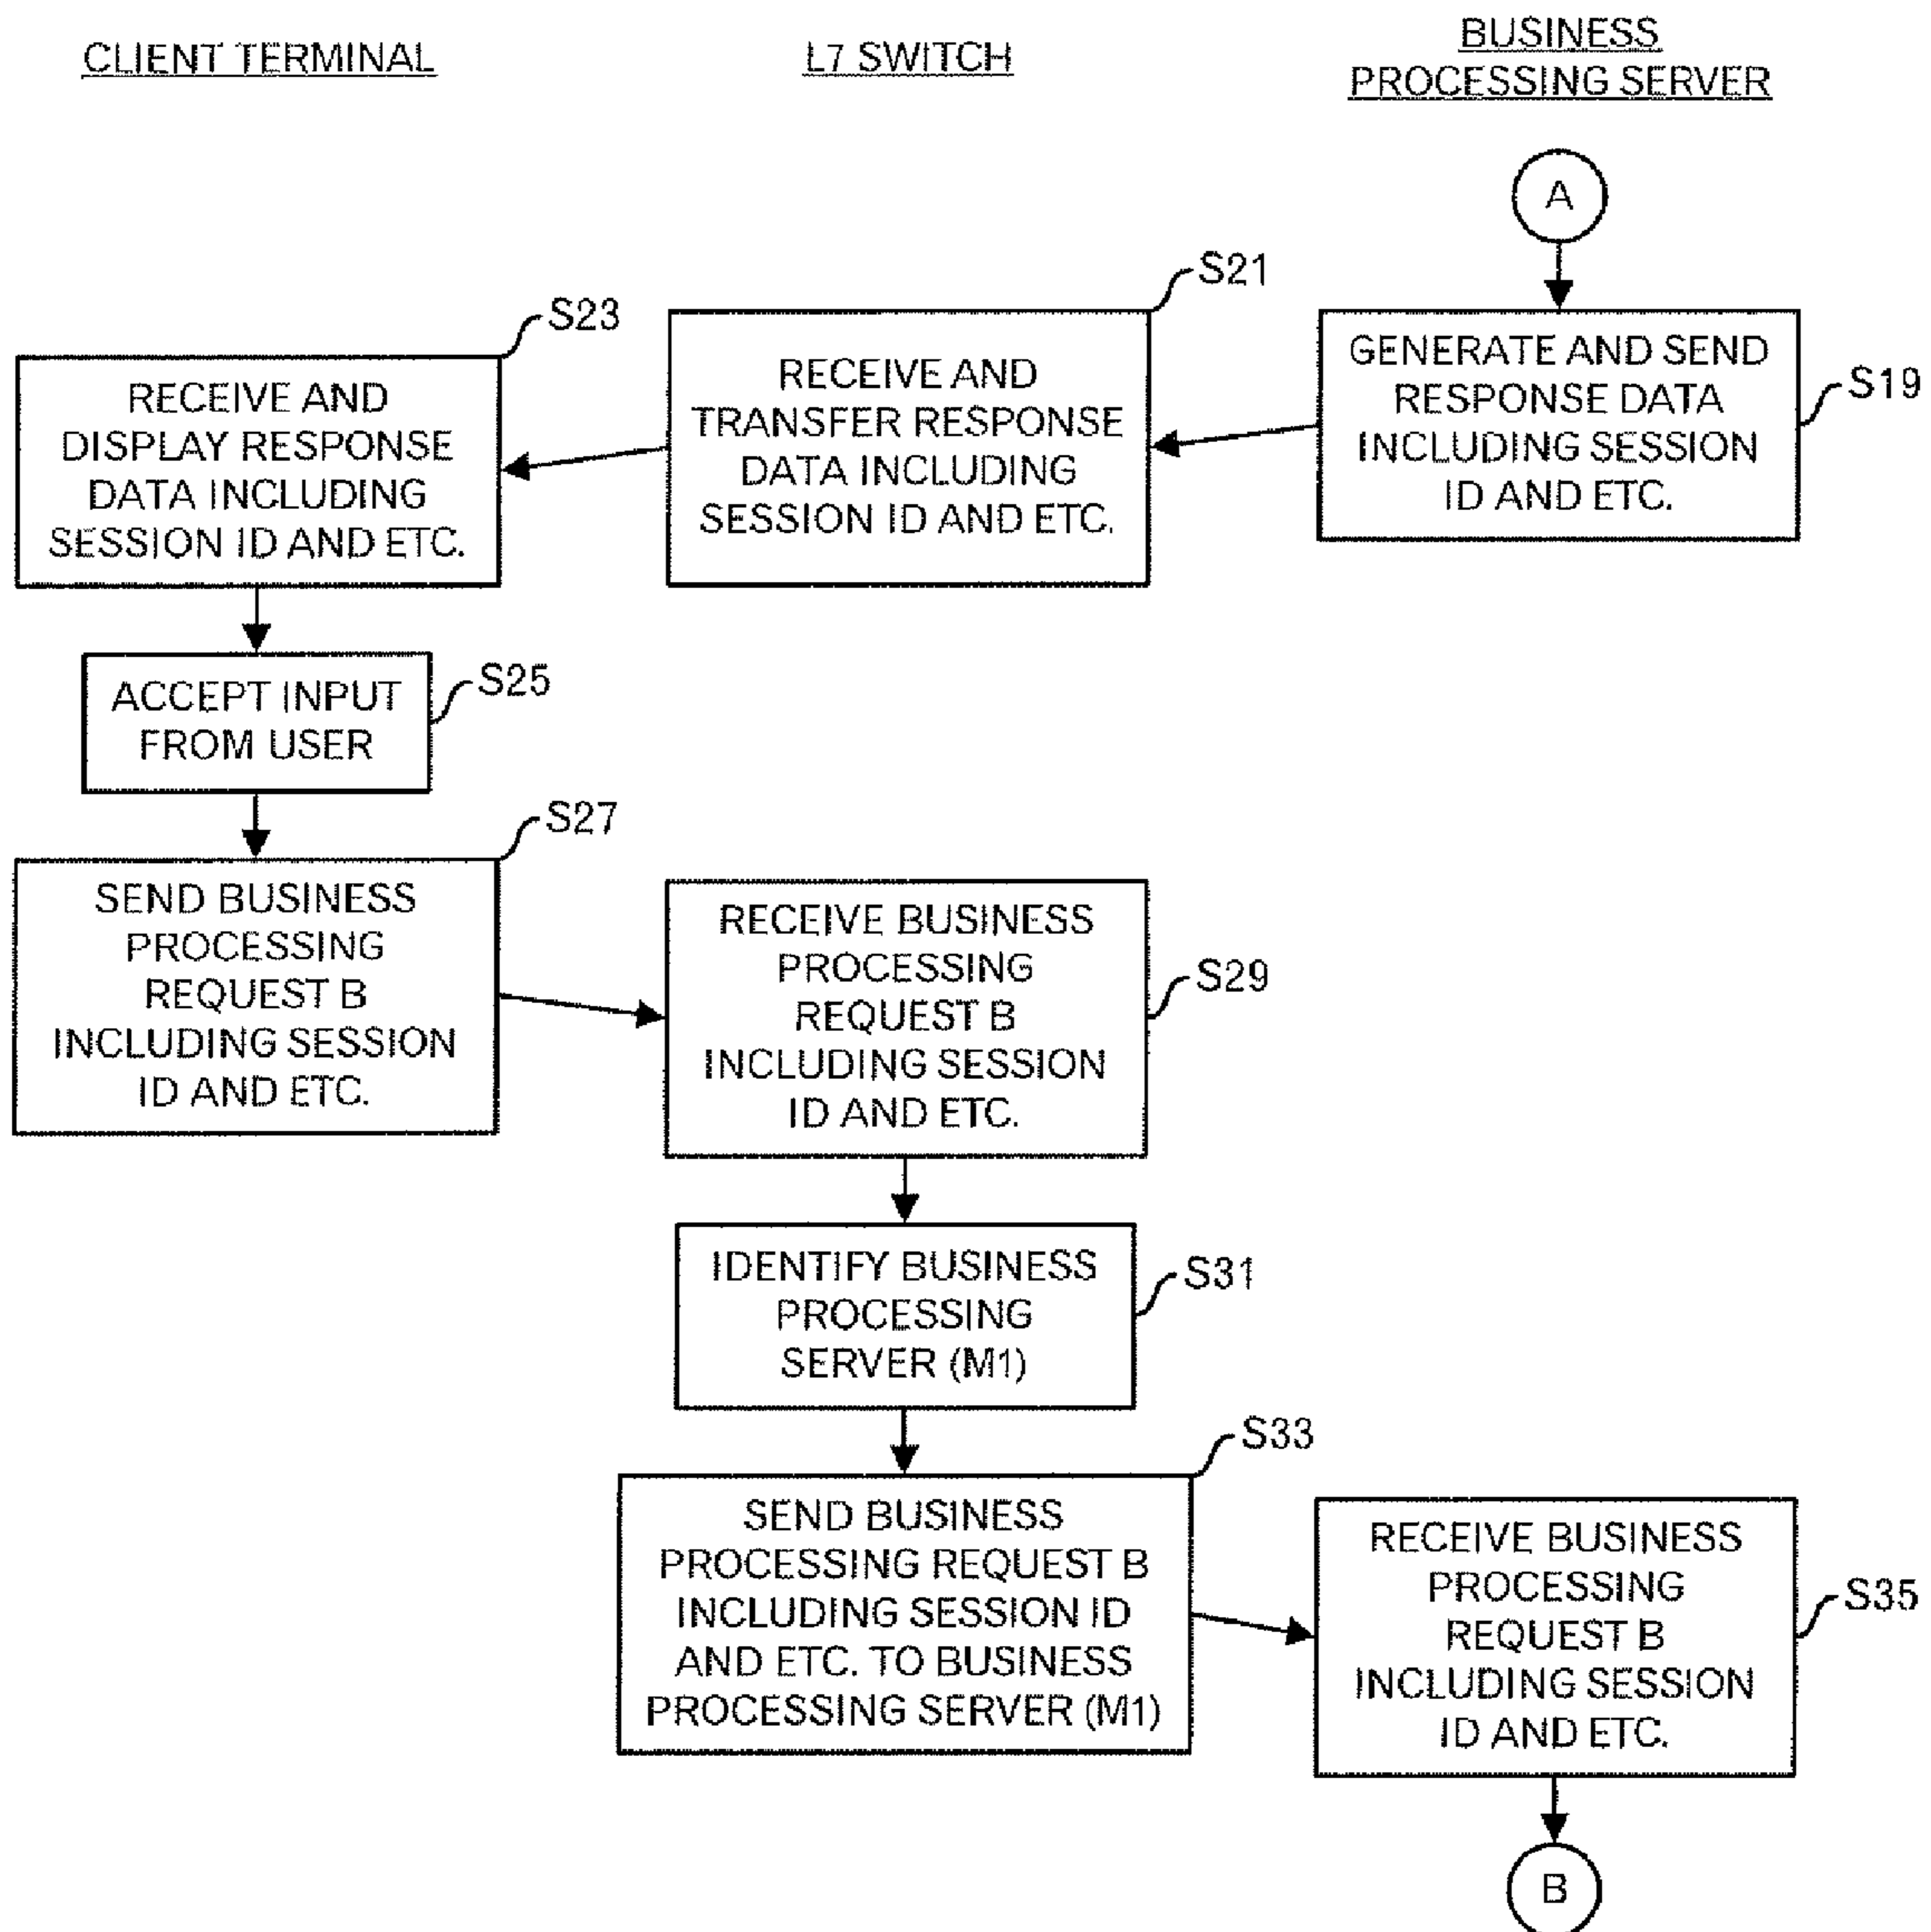 CLIENT TERMINAL
L7 SWITCH
BUSINESS
PROCESSING SERVER
A
S19
GENERATE AND SEND
RESPONSE DATA
INCLUDING SESSION
ID AND ETC.
S21
RECEIVE AND
TRANSFER RESPONSE
DATA INCLUDING
SESSION ID AND ETC.
S23
RECEIVE AND
DISPLAY RESPONSE
DATA INCLUDING
SESSION ID AND ETC.
S25
ACCEPT INPUT
FROM USER
S27
SEND BUSINESS
PROCESSING
REQUEST B
INCLUDING SESSION
ID AND ETC.
S29
RECEIVE BUSINESS
PROCESSING
REQUEST B
INCLUDING SESSION
ID AND ETC.
S31
IDENTIFY BUSINESS
PROCESSING
SERVER (M1)
S33
SEND BUSINESS
PROCESSING REQUEST B
INCLUDING SESSION ID
AND ETC. TO BUSINESS
PROCESSING SERVER (M1)
S35
RECEIVE BUSINESS
PROCESSING
REQUEST B
INCLUDING SESSION
ID AND ETC.
B